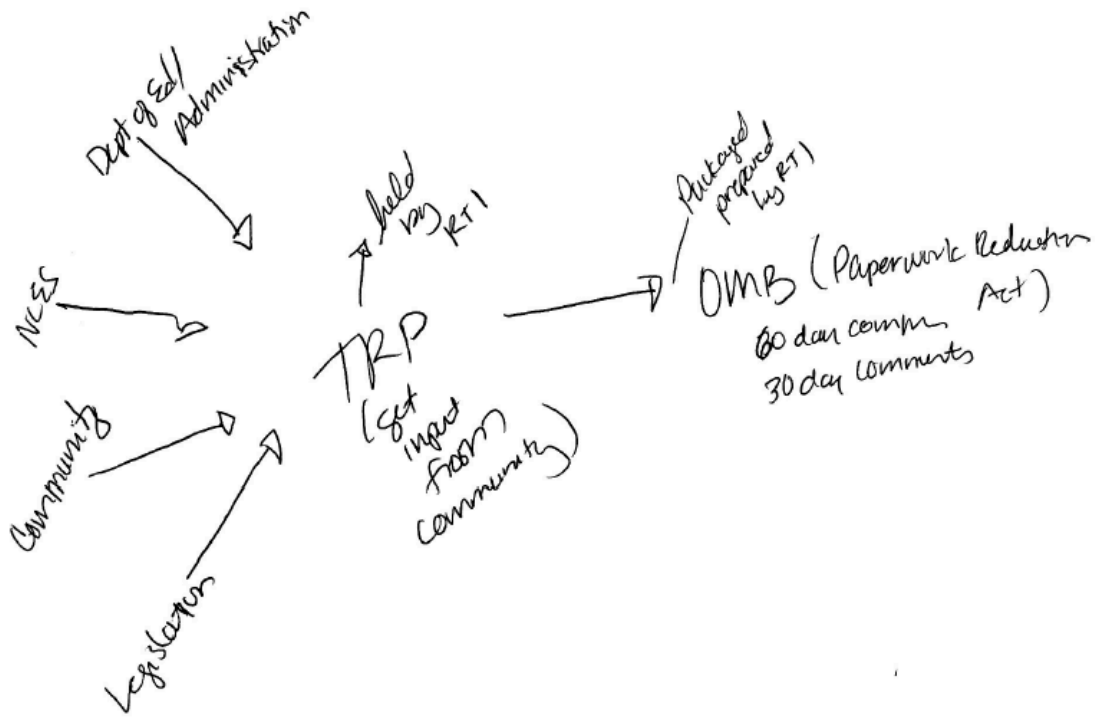 Dept of Ed/
Administration
NCES
Community
Legislation
held
by
RTI
TRP
(get
input
from
community)
Packaged
prepared
by RTI
OMB (Paperwork Reduction
Act)
60 day comm
30 day comments